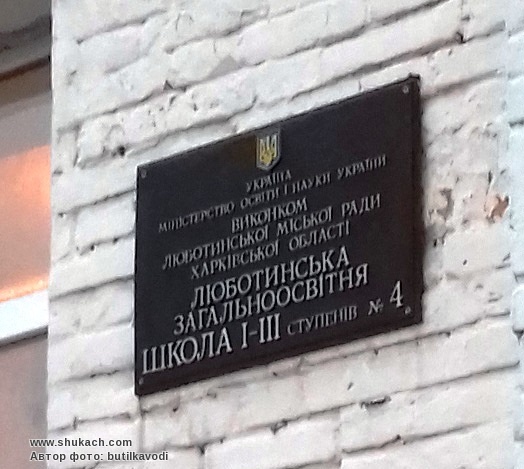 УКРАЇНА
МІНІСТЕРСТВО ОСВІТИ І НАУКИ УКРАЇНИ
ВИКОНКОМ
ЛЮБОТИНСЬКОЇ МІСЬКОЇ РАДИ
ХАРКІВСЬКОЇ ОБЛАСТІ
ЛЮБОТИНСЬКА
ЗАГАЛЬНООСВІТНЯ
ШКОЛА І-ІІІ СТУПЕНІВ № 4
www.shukach.com
Автор фото: butilkavodi